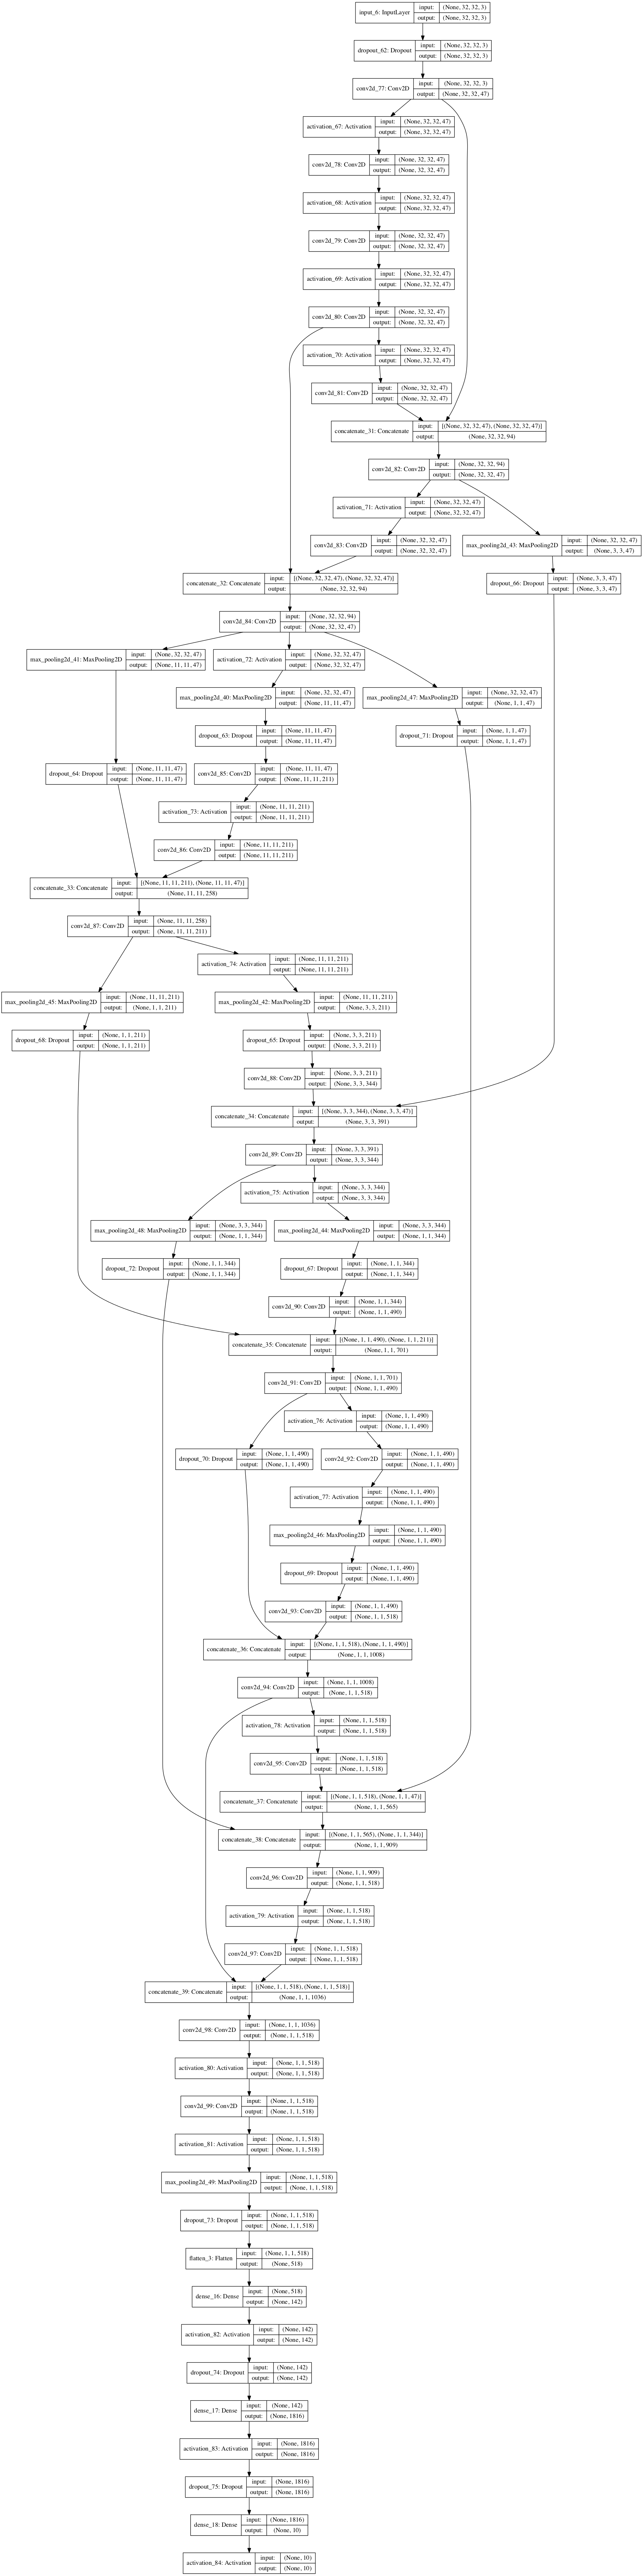 input_6: InputLayer input: (None, 32, 32, 3)
output: (None, 32, 32, 3)
dropout_62: Dropout input: (None, 32, 32, 3)
output: (None, 32, 32, 3)
conv2d_77: Conv2D input: (None, 32, 32, 3)
output: (None, 32, 32, 47)
activation_67: Activation input: (None, 32, 32, 47)
output: (None, 32, 32, 47)
conv2d_78: Conv2D input: (None, 32, 32, 47)
output: (None, 32, 32, 47)
activation_68: Activation input: (None, 32, 32, 47)
output: (None, 32, 32, 47)
conv2d_79: Conv2D input: (None, 32, 32, 47)
output: (None, 32, 32, 47)
activation_69: Activation input: (None, 32, 32, 47)
output: (None, 32, 32, 47)
conv2d_80: Conv2D input: (None, 32, 32, 47)
output: (None, 32, 32, 47)
activation_70: Activation input: (None, 32, 32, 47)
output: (None, 32, 32, 47)
conv2d_81: Conv2D input: (None, 32, 32, 47)
output: (None, 32, 32, 47)
concatenate_31: Concatenate input: [(None, 32, 32, 47), (None, 32, 32, 47)]
output: (None, 32, 32, 94)
conv2d_82: Conv2D input: (None, 32, 32, 94)
output: (None, 32, 32, 47)
activation_71: Activation input: (None, 32, 32, 47)
output: (None, 32, 32, 47)
conv2d_83: Conv2D input: (None, 32, 32, 47)
output: (None, 32, 32, 47)
max_pooling2d_43: MaxPooling2D input: (None, 32, 32, 47)
output: (None, 3, 3, 47)
concatenate_32: Concatenate input: [(None, 32, 32, 47), (None, 32, 32, 47)]
output: (None, 32, 32, 94)
dropout_66: Dropout input: (None, 3, 3, 47)
output: (None, 3, 3, 47)
conv2d_84: Conv2D input: (None, 32, 32, 94)
output: (None, 32, 32, 47)
max_pooling2d_41: MaxPooling2D input: (None, 32, 32, 47)
output: (None, 11, 11, 47)
activation_72: Activation input: (None, 32, 32, 47)
output: (None, 32, 32, 47)
max_pooling2d_40: MaxPooling2D input: (None, 32, 32, 47)
output: (None, 11, 11, 47)
max_pooling2d_47: MaxPooling2D input: (None, 32, 32, 47)
output: (None, 1, 1, 47)
dropout_63: Dropout input: (None, 11, 11, 47)
output: (None, 11, 11, 47)
dropout_71: Dropout input: (None, 1, 1, 47)
output: (None, 1, 1, 47)
dropout_64: Dropout input: (None, 11, 11, 47)
output: (None, 11, 11, 47)
conv2d_85: Conv2D input: (None, 11, 11, 47)
output: (None, 11, 11, 211)
activation_73: Activation input: (None, 11, 11, 211)
output: (None, 11, 11, 211)
conv2d_86: Conv2D input: (None, 11, 11, 211)
output: (None, 11, 11, 211)
concatenate_33: Concatenate input: [(None, 11, 11, 211), (None, 11, 11, 47)]
output: (None, 11, 11, 258)
conv2d_87: Conv2D input: (None, 11, 11, 258)
output: (None, 11, 11, 211)
activation_74: Activation input: (None, 11, 11, 211)
output: (None, 11, 11, 211)
max_pooling2d_45: MaxPooling2D input: (None, 11, 11, 211)
output: (None, 1, 1, 211)
max_pooling2d_42: MaxPooling2D input: (None, 11, 11, 211)
output: (None, 3, 3, 211)
dropout_68: Dropout input: (None, 1, 1, 211)
output: (None, 1, 1, 211)
dropout_65: Dropout input: (None, 3, 3, 211)
output: (None, 3, 3, 211)
conv2d_88: Conv2D input: (None, 3, 3, 211)
output: (None, 3, 3, 344)
concatenate_34: Concatenate input: [(None, 3, 3, 344), (None, 3, 3, 47)]
output: (None, 3, 3, 391)
conv2d_89: Conv2D input: (None, 3, 3, 391)
output: (None, 3, 3, 344)
activation_75: Activation input: (None, 3, 3, 344)
output: (None, 3, 3, 344)
max_pooling2d_48: MaxPooling2D input: (None, 3, 3, 344)
output: (None, 1, 1, 344)
max_pooling2d_44: MaxPooling2D input: (None, 3, 3, 344)
output: (None, 1, 1, 344)
dropout_72: Dropout input: (None, 1, 1, 344)
output: (None, 1, 1, 344)
dropout_67: Dropout input: (None, 1, 1, 344)
output: (None, 1, 1, 344)
conv2d_90: Conv2D input: (None, 1, 1, 344)
output: (None, 1, 1, 490)
concatenate_35: Concatenate input: [(None, 1, 1, 490), (None, 1, 1, 211)]
output: (None, 1, 1, 701)
conv2d_91: Conv2D input: (None, 1, 1, 701)
output: (None, 1, 1, 490)
activation_76: Activation input: (None, 1, 1, 490)
output: (None, 1, 1, 490)
dropout_70: Dropout input: (None, 1, 1, 490)
output: (None, 1, 1, 490)
conv2d_92: Conv2D input: (None, 1, 1, 490)
output: (None, 1, 1, 490)
activation_77: Activation input: (None, 1, 1, 490)
output: (None, 1, 1, 490)
max_pooling2d_46: MaxPooling2D input: (None, 1, 1, 490)
output: (None, 1, 1, 490)
dropout_69: Dropout input: (None, 1, 1, 490)
output: (None, 1, 1, 490)
conv2d_93: Conv2D input: (None, 1, 1, 490)
output: (None, 1, 1, 518)
concatenate_36: Concatenate input: [(None, 1, 1, 518), (None, 1, 1, 490)]
output: (None, 1, 1, 1008)
conv2d_94: Conv2D input: (None, 1, 1, 1008)
output: (None, 1, 1, 518)
activation_78: Activation input: (None, 1, 1, 518)
output: (None, 1, 1, 518)
conv2d_95: Conv2D input: (None, 1, 1, 518)
output: (None, 1, 1, 518)
concatenate_37: Concatenate input: [(None, 1, 1, 518), (None, 1, 1, 47)]
output: (None, 1, 1, 565)
concatenate_38: Concatenate input: [(None, 1, 1, 565), (None, 1, 1, 344)]
output: (None, 1, 1, 909)
conv2d_96: Conv2D input: (None, 1, 1, 909)
output: (None, 1, 1, 518)
activation_79: Activation input: (None, 1, 1, 518)
output: (None, 1, 1, 518)
conv2d_97: Conv2D input: (None, 1, 1, 518)
output: (None, 1, 1, 518)
concatenate_39: Concatenate input: [(None, 1, 1, 518), (None, 1, 1, 518)]
output: (None, 1, 1, 1036)
conv2d_98: Conv2D input: (None, 1, 1, 1036)
output: (None, 1, 1, 518)
activation_80: Activation input: (None, 1, 1, 518)
output: (None, 1, 1, 518)
conv2d_99: Conv2D input: (None, 1, 1, 518)
output: (None, 1, 1, 518)
activation_81: Activation input: (None, 1, 1, 518)
output: (None, 1, 1, 518)
max_pooling2d_49: MaxPooling2D input: (None, 1, 1, 518)
output: (None, 1, 1, 518)
dropout_73: Dropout input: (None, 1, 1, 518)
output: (None, 1, 1, 518)
flatten_3: Flatten input: (None, 1, 1, 518)
output: (None, 518)
dense_16: Dense input: (None, 518)
output: (None, 142)
activation_82: Activation input: (None, 142)
output: (None, 142)
dropout_74: Dropout input: (None, 142)
output: (None, 142)
dense_17: Dense input: (None, 142)
output: (None, 1816)
activation_83: Activation input: (None, 1816)
output: (None, 1816)
dropout_75: Dropout input: (None, 1816)
output: (None, 1816)
dense_18: Dense input: (None, 1816)
output: (None, 10)
activation_84: Activation input: (None, 10)
output: (None, 10)